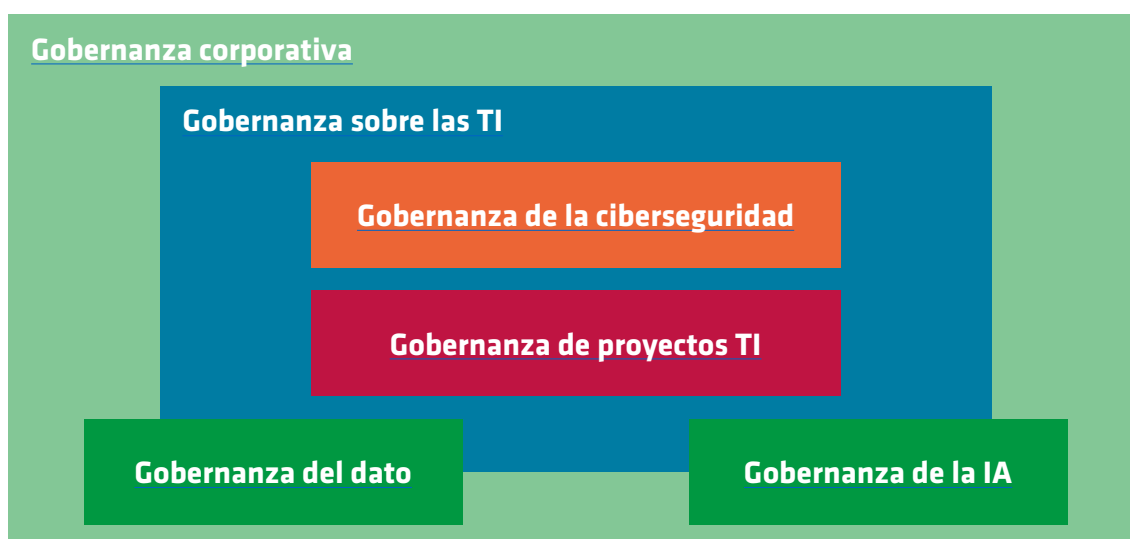 Gobernanza corporativa
Gobernanza sobre las TI
Gobernanza de la ciberseguridad
Gobernanza de proyectos TI
Gobernanza del dato
Gobernanza de la IA